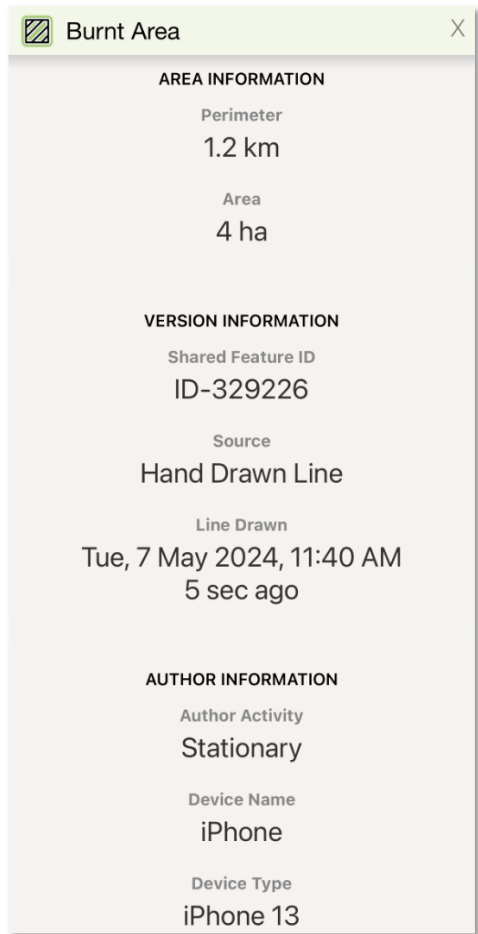 Burnt Area
X
AREA INFORMATION
Perimeter
1.2 km
Area
4 ha
VERSION INFORMATION
Shared Feature ID
ID-329226
Source
Hand Drawn Line
Line Drawn
Tue, 7 May 2024, 11:40 AM
5 sec ago
AUTHOR INFORMATION
Author Activity
Stationary
Device Name
iPhone
Device Type
iPhone 13